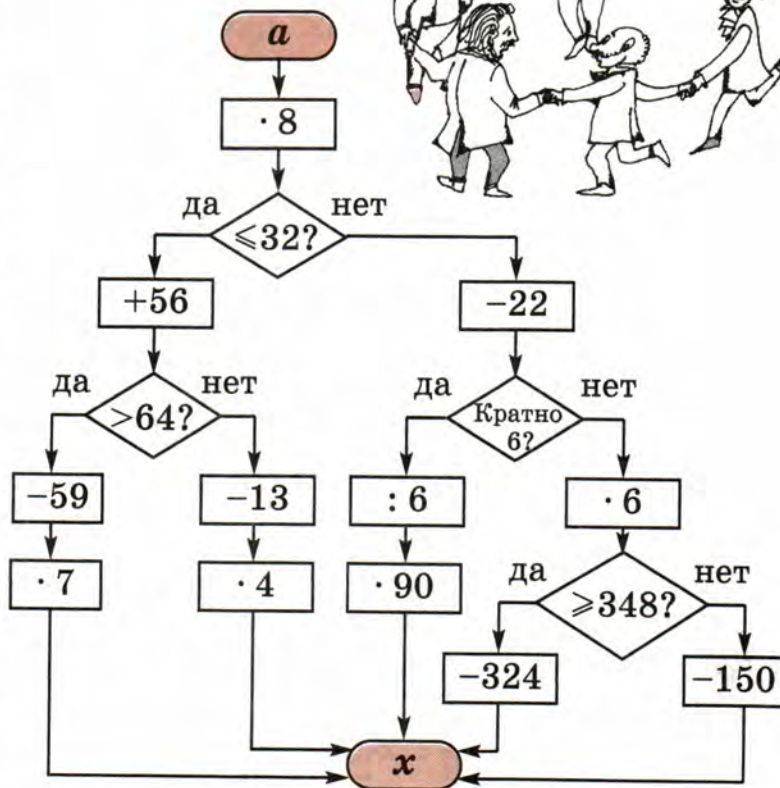 a
· 8
да нет
≤32?
+56 −22
да нет да нет
>64? Кратно
6?
−59 −13 : 6 · 6
· 7 · 4 · 90 да нет
≥348?
−324 −150
x